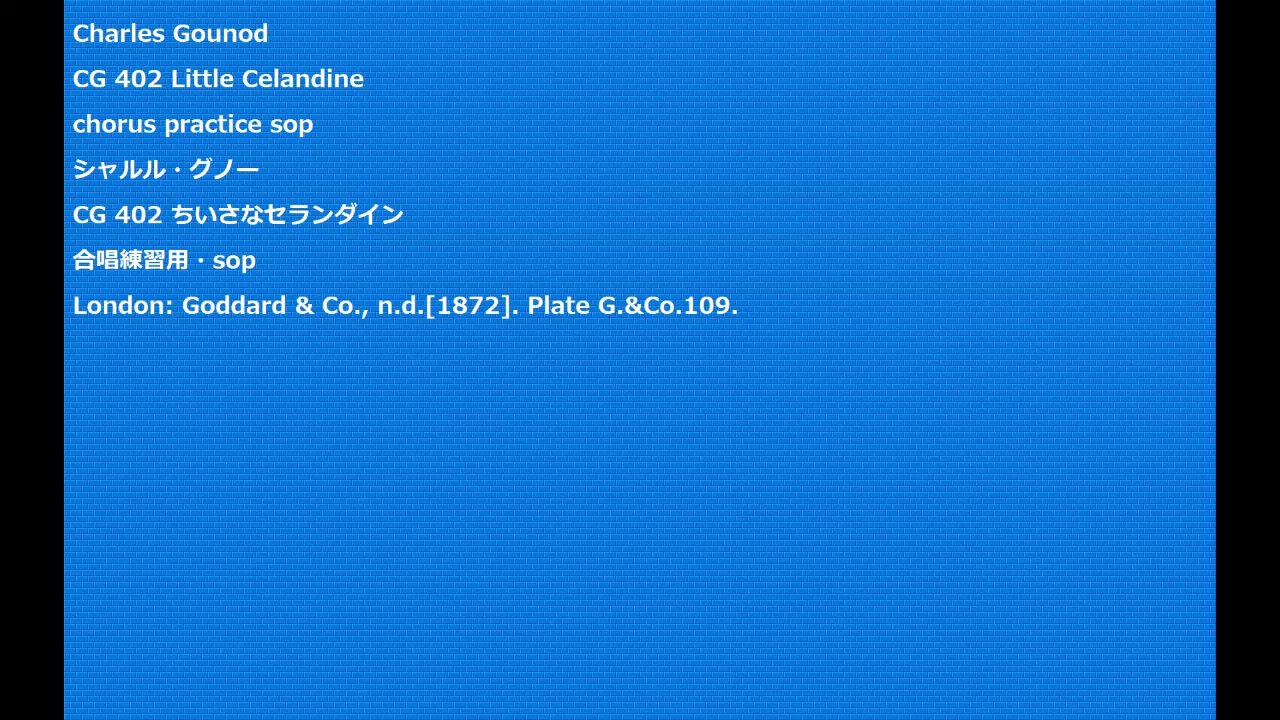 Charles Gounod
CG 402 Little Celandine
chorus practice sop
シャルル・グノー
CG 402 ちいさなセランダイン
合唱練習用・sop
London: Goddard & Co., n.d.[1872]. Plate G.&Co.109.